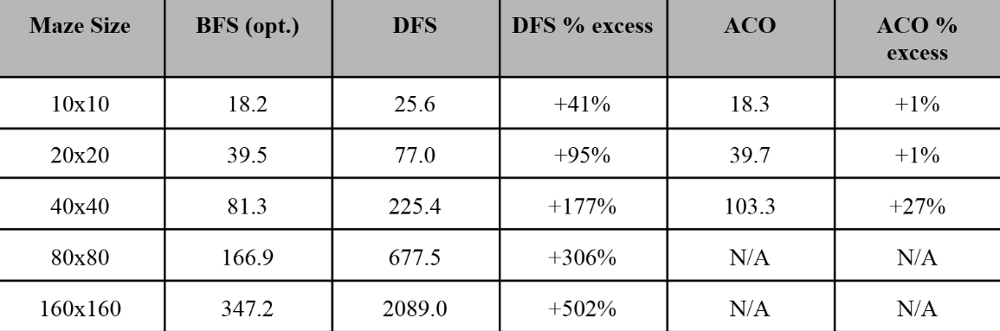 Maze Size BFS (opt.) DFS DFS % excess ACO ACO % excess
10x10 18.2 25.6 +41% 18.3 +1%
20x20 39.5 77.0 +95% 39.7 +1%
40x40 81.3 225.4 +177% 103.3 +27%
80x80 166.9 677.5 +306% N/A N/A
160x160 347.2 2089.0 +502% N/A N/A